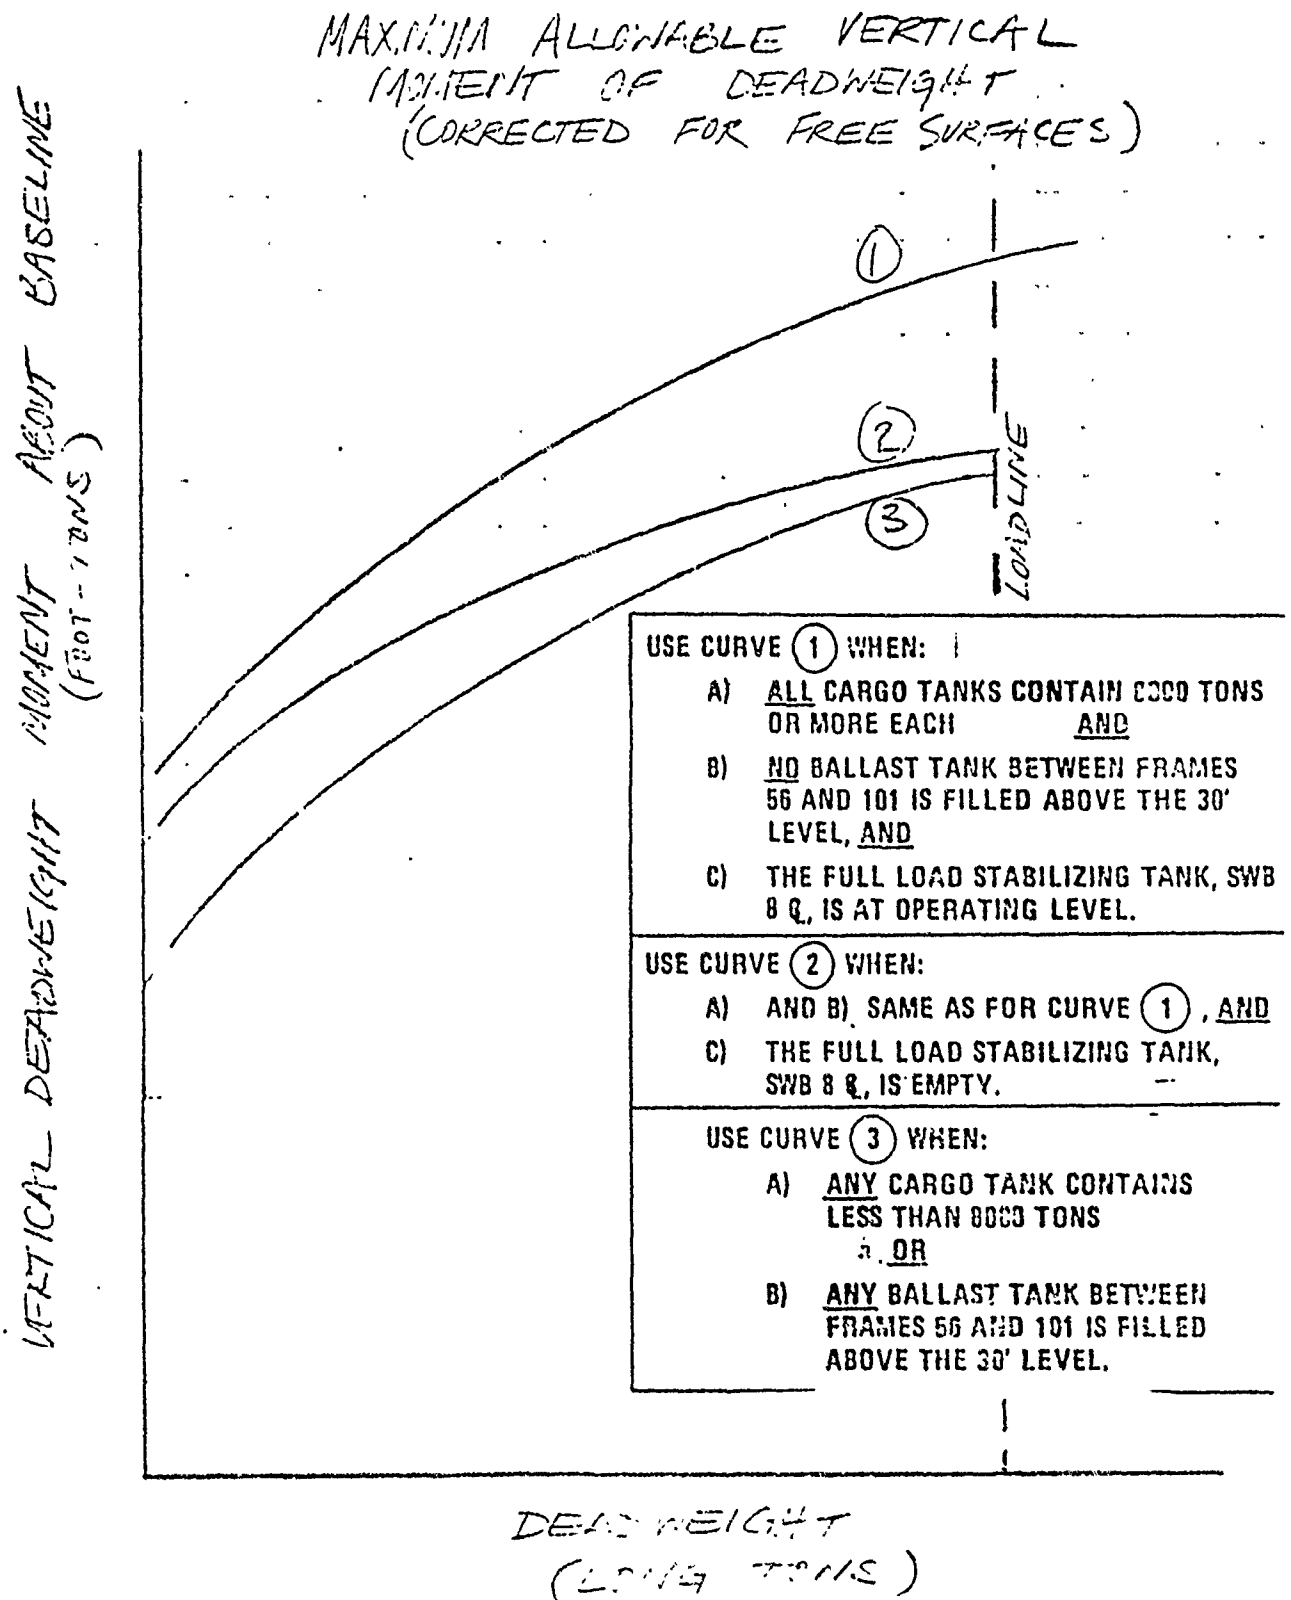 MAXIMUM ALLOWABLE VERTICAL
MOMENT OF DEADWEIGHT
(CORRECTED FOR FREE SURFACES)
VERTICAL DEADWEIGHT MOMENT ABOUT BASELINE
(FOOT-TONS)
1
2
3
LOADLINE
USE CURVE 1 WHEN:
A) ALL CARGO TANKS CONTAIN TONS
OR MORE EACH AND
B) NO BALLAST TANK BETWEEN FRAMES
56 AND 101 IS FILLED ABOVE THE 30'
LEVEL, AND
C) THE FULL LOAD STABILIZING TANK, SWB
8 ℄, IS AT OPERATING LEVEL.
USE CURVE 2 WHEN:
A) AND B) SAME AS FOR CURVE 1, AND
C) THE FULL LOAD STABILIZING TANK,
SWB 8 ℄, IS EMPTY.
USE CURVE 3 WHEN:
A) ANY CARGO TANK CONTAINS
LESS THAN 8000 TONS
OR
B) ANY BALLAST TANK BETWEEN
FRAMES 56 AND 101 IS FILLED
ABOVE THE 30' LEVEL.
DEADWEIGHT
(LONG TONS)